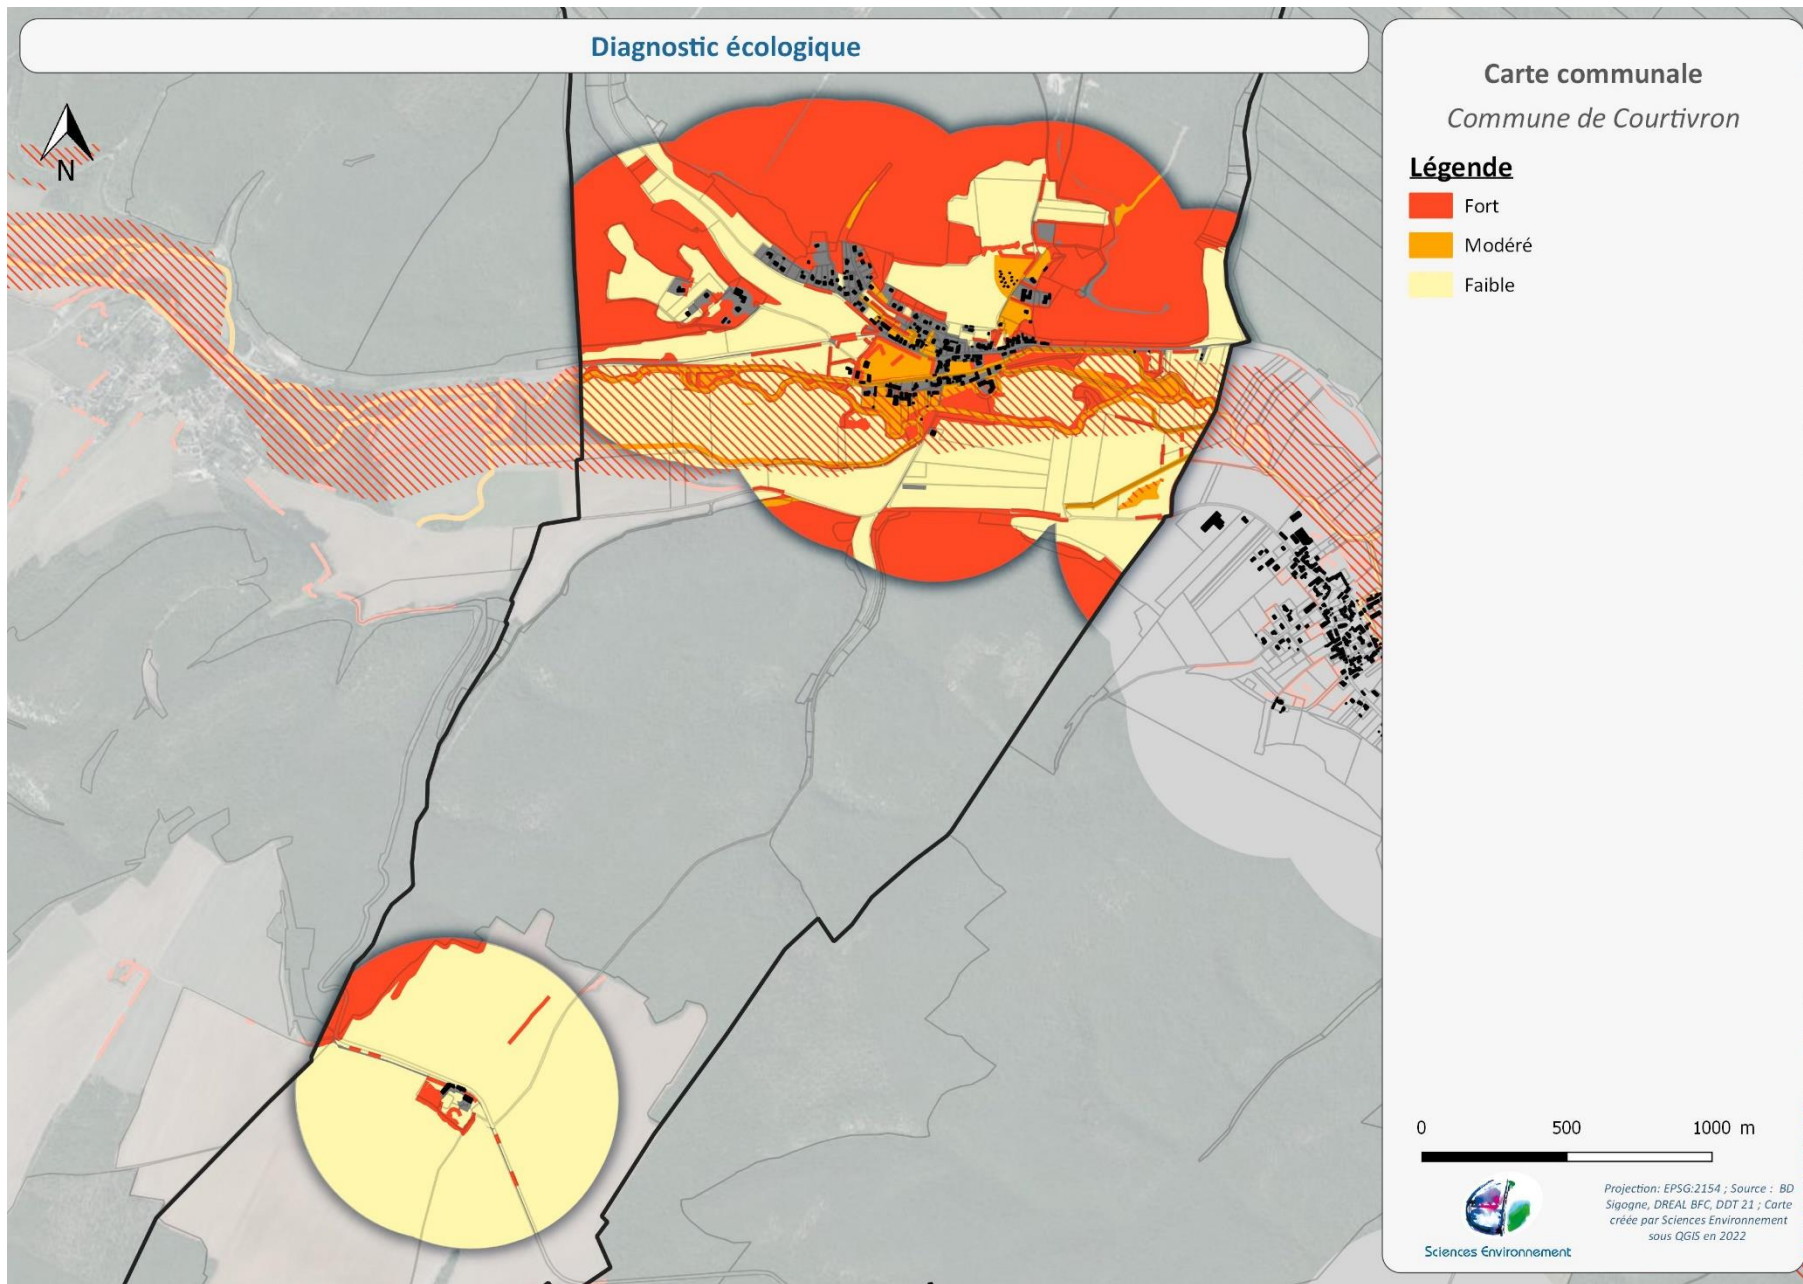 Diagnostic écologique
N
Carte communale
Commune de Courtivron
Légende
Fort
Modéré
Faible
0 500 1000 m
Projection: EPSG:2154 ; Source : BD
Sigogne, DREAL BFC, DDT 21 ; Carte
créée par Sciences Environnement
sous QGIS en 2022
Sciences Environnement